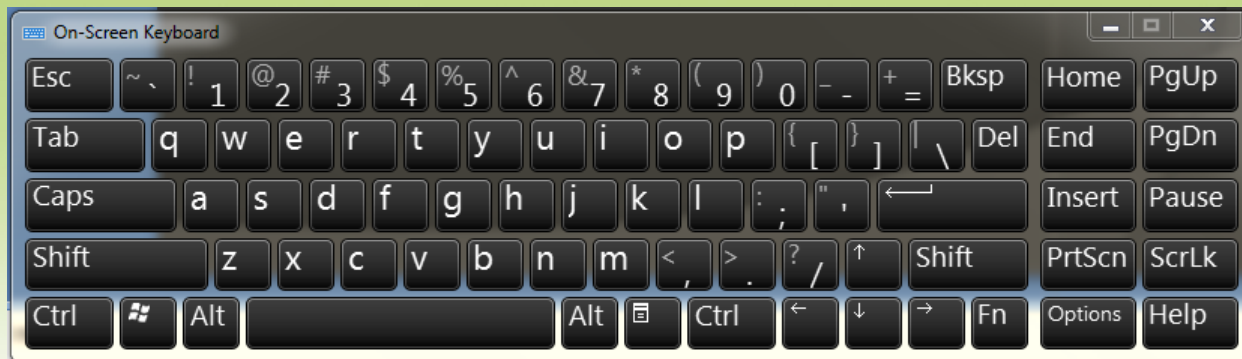 On-Screen Keyboard
Esc ~ ` ! 1 @ 2 # 3 $ 4 % 5 ^ 6 & 7 * 8 ( 9 ) 0 _ - + = Bksp Home PgUp
Tab q w e r t y u i o p { [ } ] | \ Del End PgDn
Caps a s d f g h j k l : ; " ' Insert Pause
Shift z x c v b n m < , > . ? / ↑ Shift PrtScn ScrLk
Ctrl Alt Alt Ctrl ← ↓ → Fn Options Help